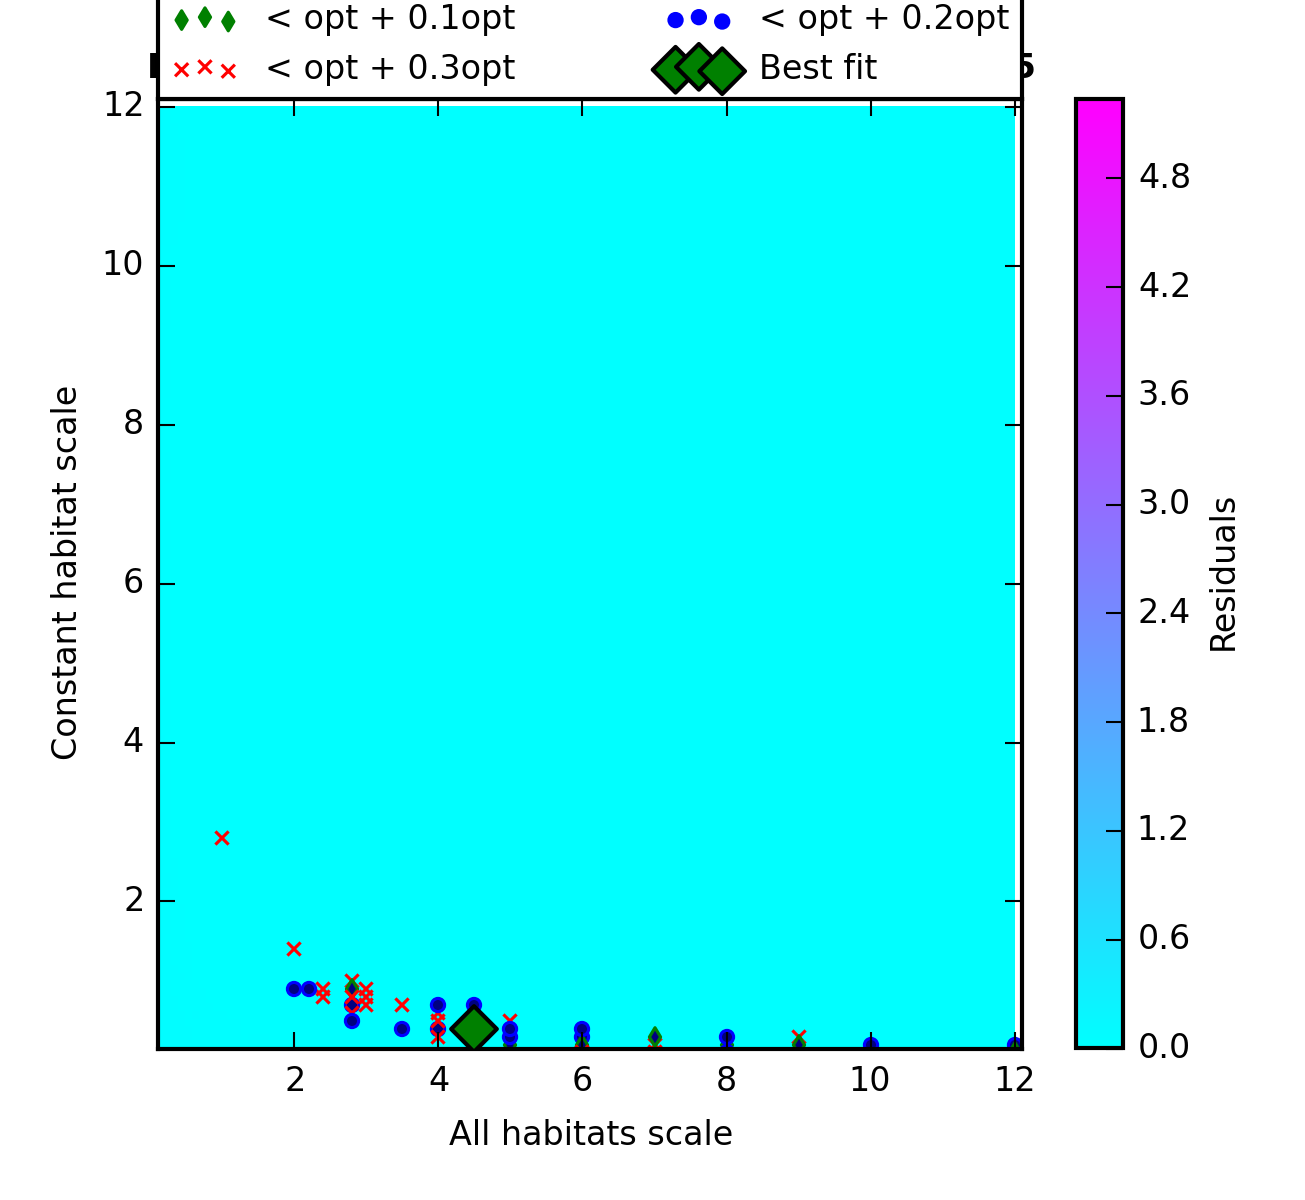 < opt + 0.1opt < opt + 0.2opt
< opt + 0.3opt Best fit
5
12
10
8
6
4
2
Constant habitat scale
2 4 6 8 10 12
All habitats scale
4.8
4.2
3.6
3.0
2.4
1.8
1.2
0.6
0.0
Residuals